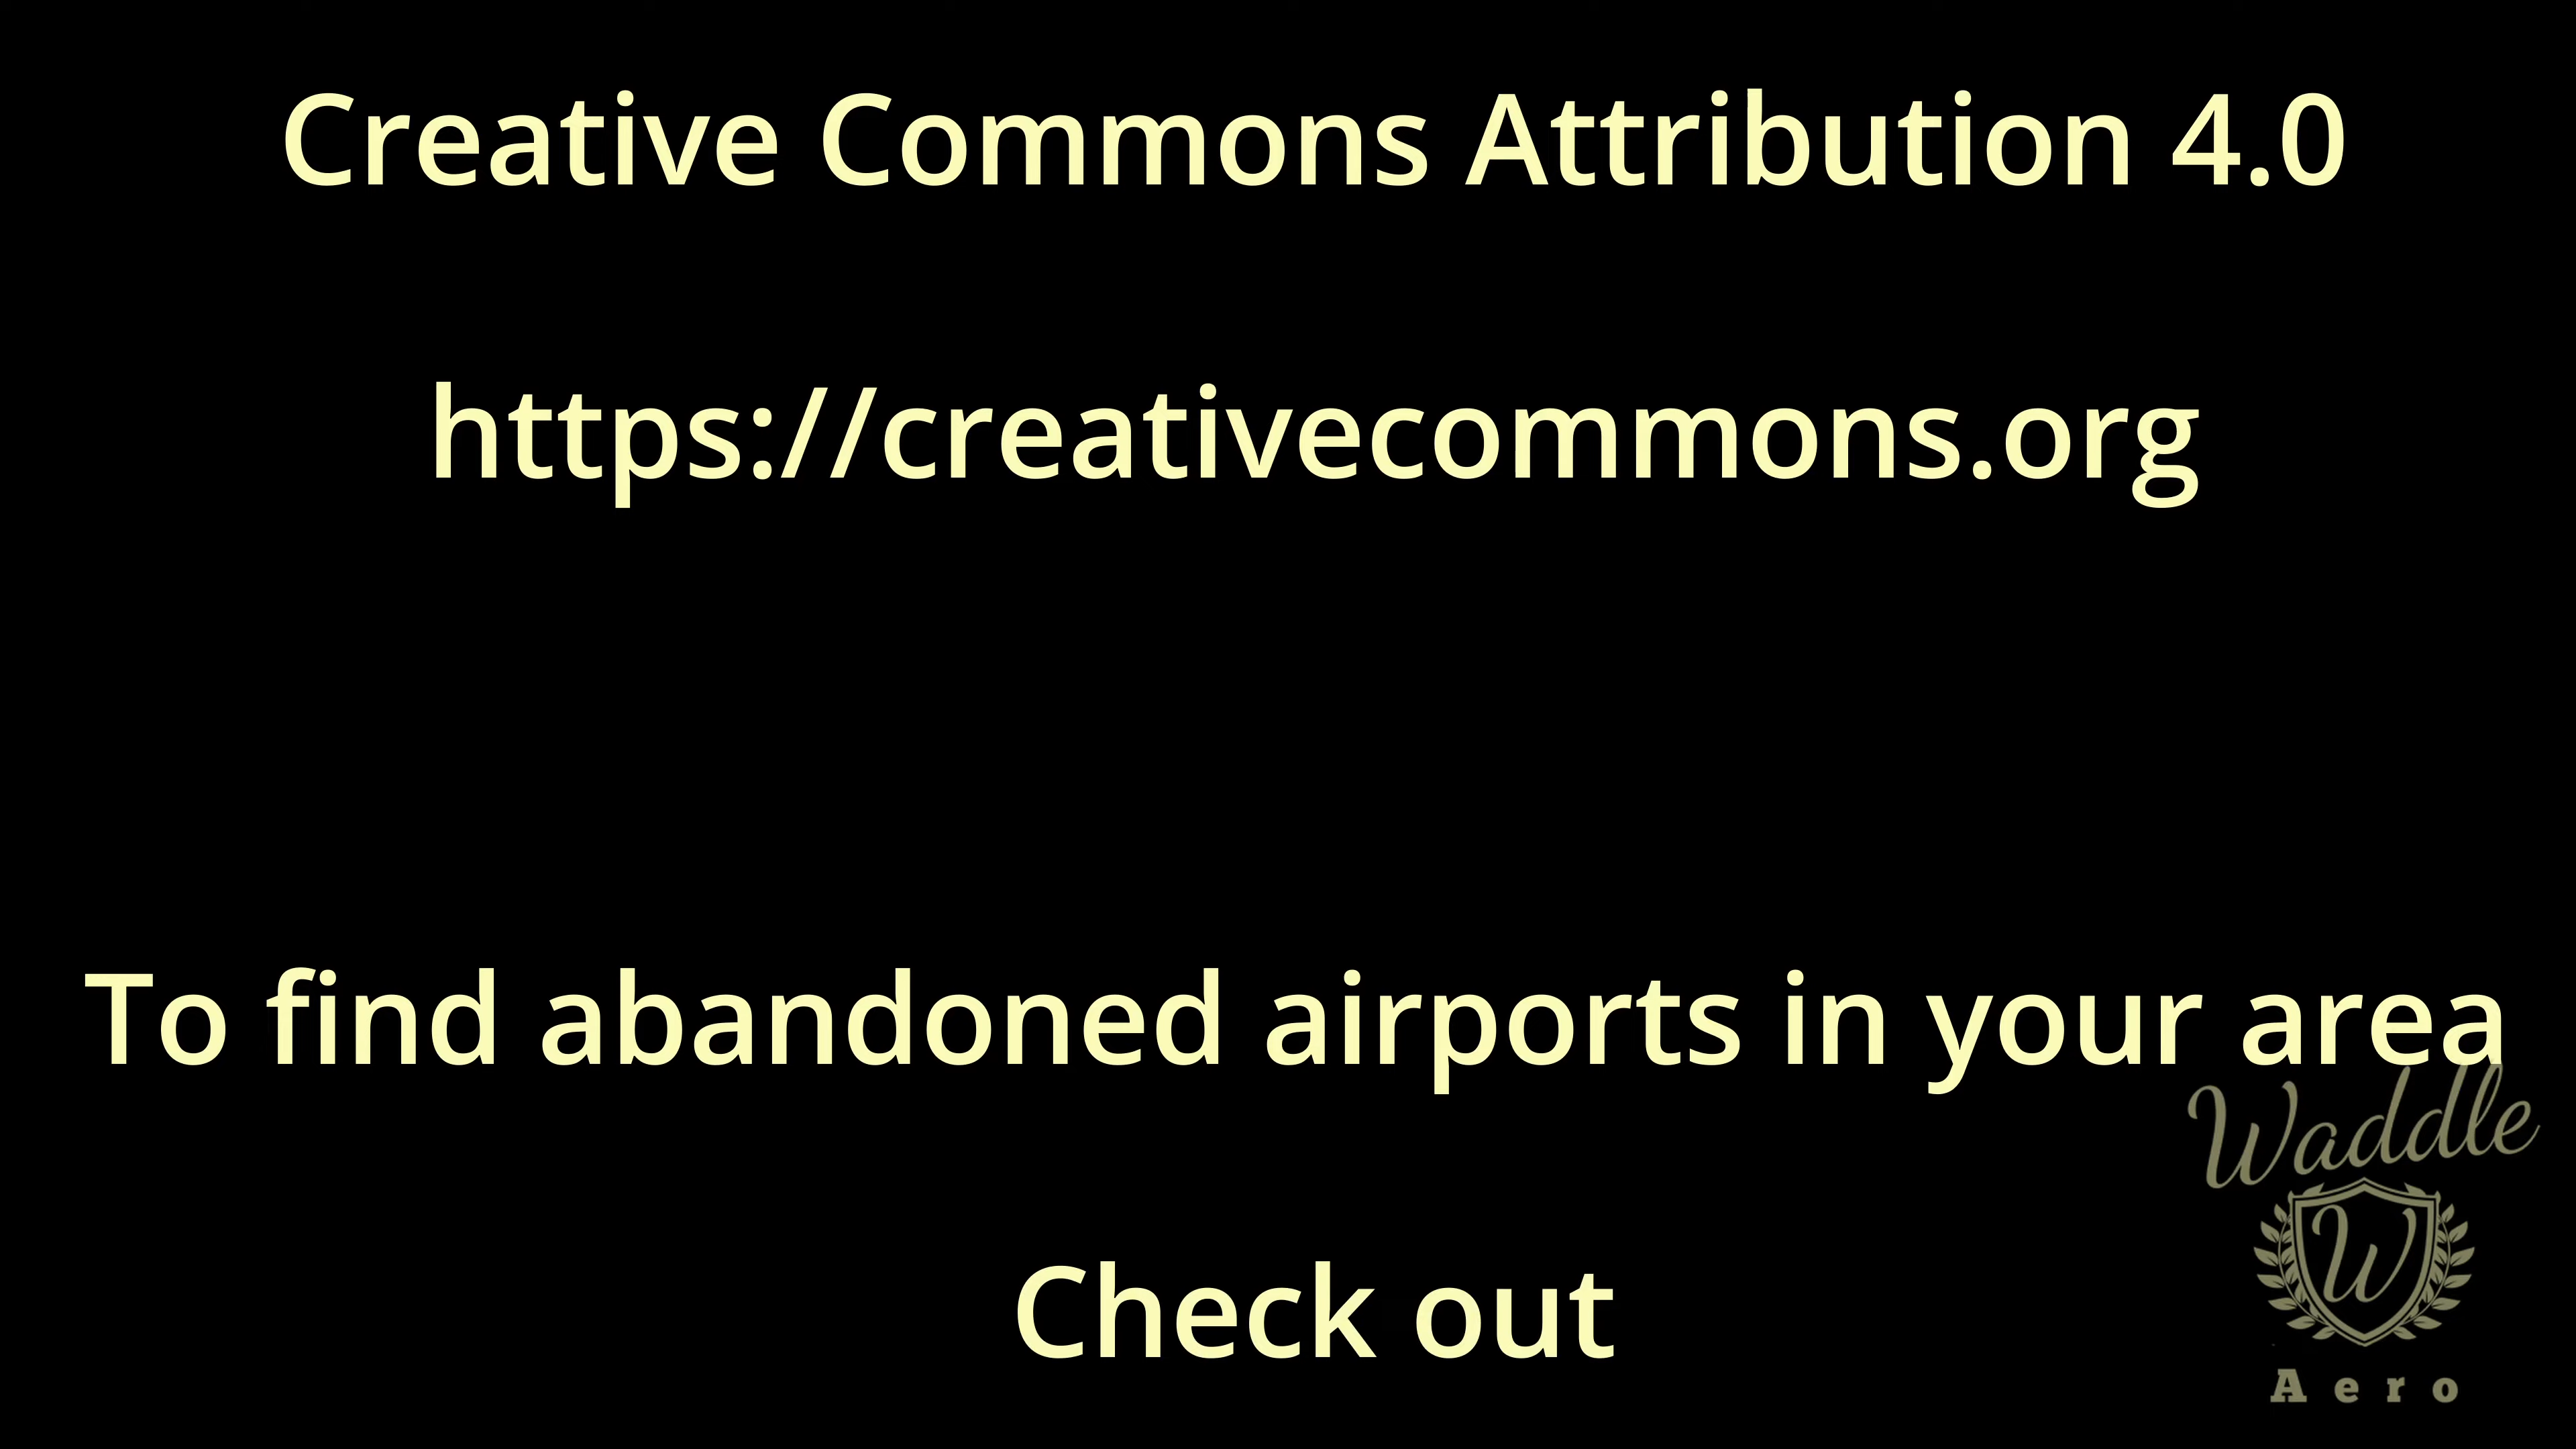 Creative Commons Attribution 4.0
https://creativecommons.org
To find abandoned airports in your area
Waddle
W
Check out
Aero